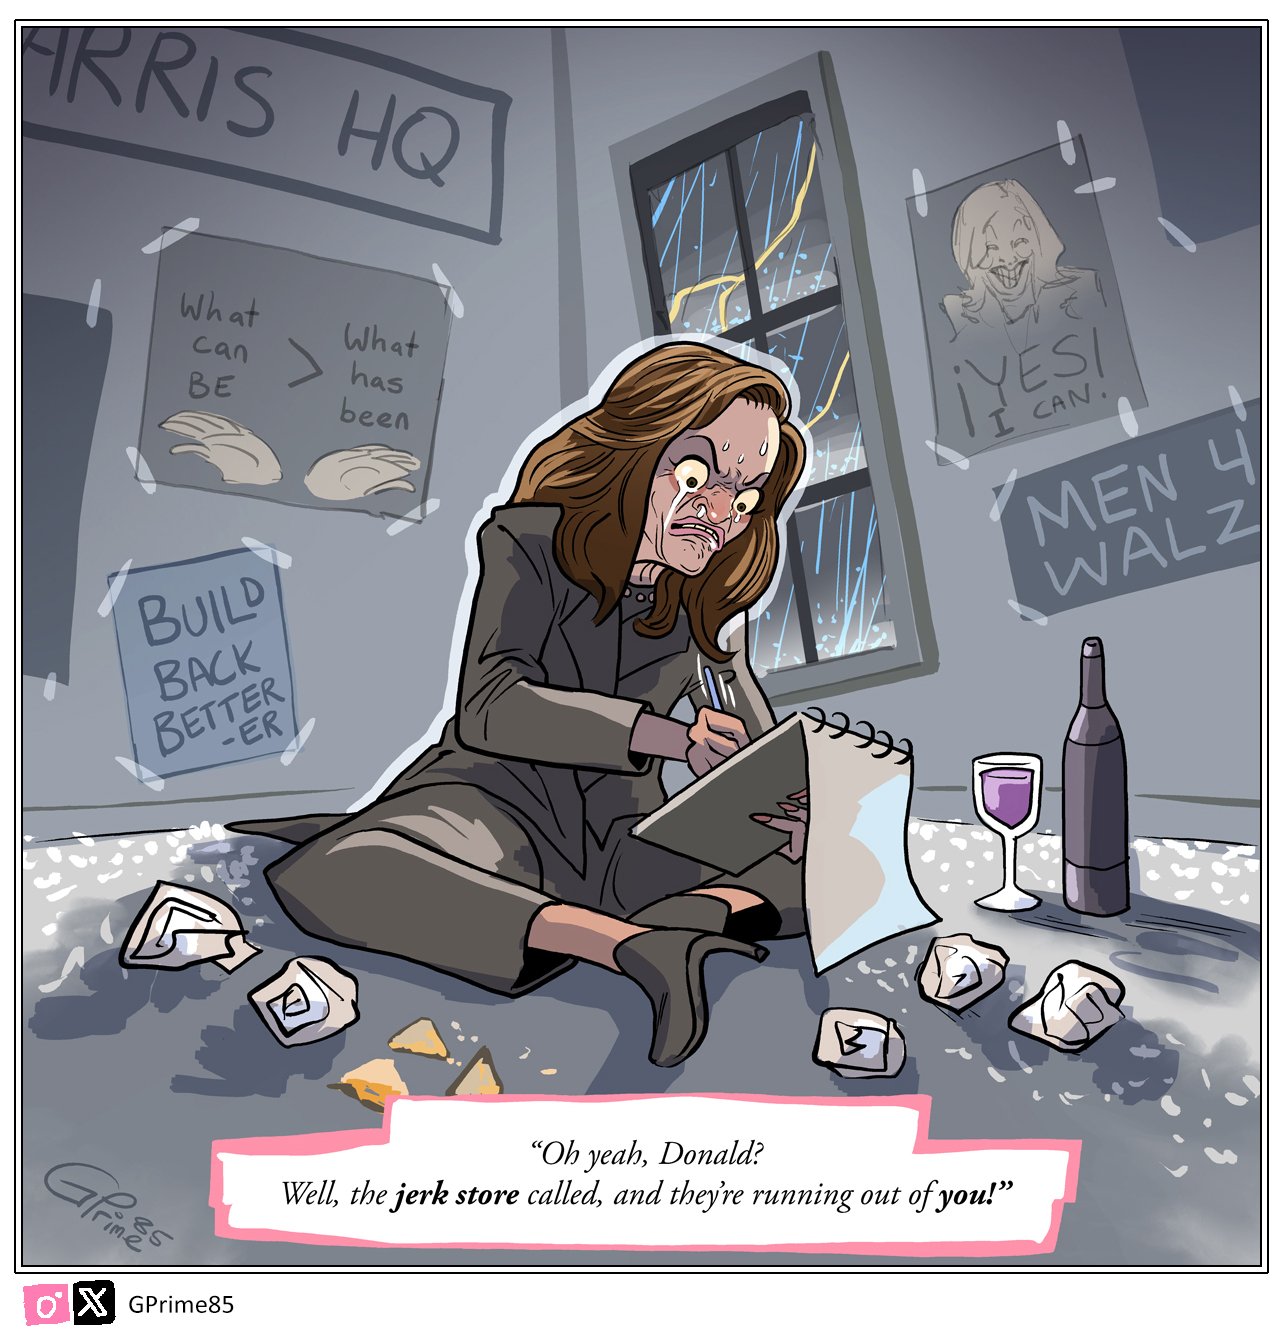 ARRIS HQ
What
can
BE
>
What
has
been
¡YES!
I CAN.
MEN 4
WALZ
BUILD
BACK
BETTER
-ER
“Oh yeah, Donald?
Well, the jerk store called, and they’re running out of you!”
GPrime85
GPrime85